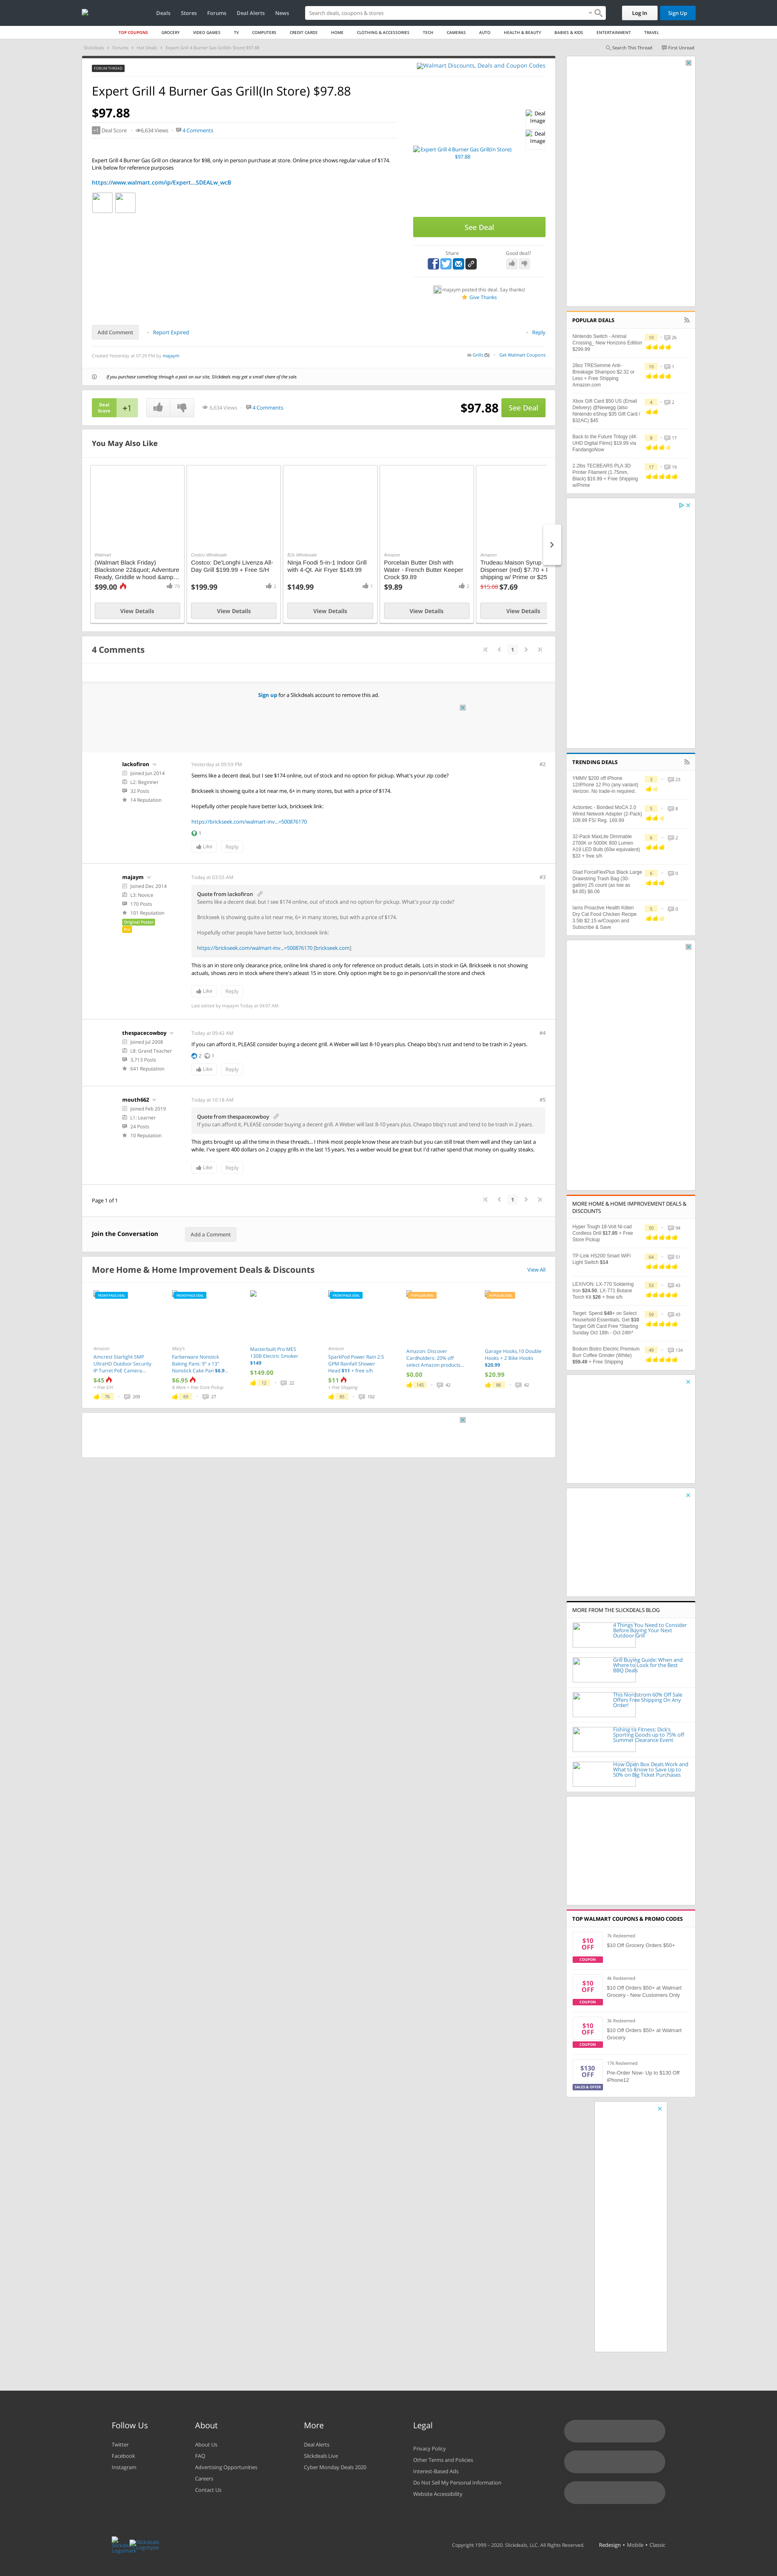 Deals Stores Forums Deal Alerts News
Search deals, coupons & stores
Log In Sign Up
TOP COUPONS GROCERY VIDEO GAMES TV COMPUTERS CREDIT CARDS HOME CLOTHING & ACCESSORIES TECH CAMERAS AUTO HEALTH & BEAUTY BABIES & KIDS ENTERTAINMENT TRAVEL
Slickdeals Forums Hot Deals Expert Grill 4 Burner Gas Grill(In Store) $97.88
Search This Thread First Unread
FORUM THREAD
Walmart Discounts, Deals and Coupon Codes
Expert Grill 4 Burner Gas Grill(In Store) $97.88
$97.88
+1 Deal Score 6,634 Views 4 Comments
Expert Grill 4 Burner Gas Grill on clearance for $98, only in person purchase at store. Online price shows regular value of $174.
Link below for reference purposes
https://www.walmart.com/ip/Expert...SDEALw_wcB
Deal Image
Deal Image
Expert Grill 4 Burner Gas Grill(In Store) $97.88
See Deal
Share Good deal?
majaym posted this deal. Say thanks!
Give Thanks
Add Comment Report Expired Reply
Created Yesterday at 07:29 PM by majaym
Grills (5) Get Walmart Coupons
If you purchase something through a post on our site, Slickdeals may get a small share of the sale.
Deal Score +1 6,634 Views 4 Comments $97.88 See Deal
You May Also Like
Walmart
(Walmart Black Friday)
Blackstone 22&quot; Adventure
Ready, Griddle w hood &amp...
$99.00 76
View Details
Costco Wholesale
Costco: De'Longhi Livenza All-
Day Grill $199.99 + Free S/H
$199.99 2
View Details
BJs Wholesale
Ninja Foodi 5-in-1 Indoor Grill
with 4-Qt. Air Fryer $149.99
$149.99 1
View Details
Amazon
Porcelain Butter Dish with
Water - French Butter Keeper
Crock $9.89
$9.89 2
View Details
Amazon
Trudeau Maison Syrup
Dispenser (red) $7.70 +
shipping w/ Prime or $25
$15.00 $7.69
View Details
4 Comments
1
Sign up for a Slickdeals account to remove this ad.
lackofiron
Joined Jun 2014
L2: Beginner
32 Posts
14 Reputation
Yesterday at 09:59 PM #2
Seems like a decent deal, but I see $174 online, out of stock and no option for pickup. What's your zip code?
Brickseek is showing quite a lot near me, 6+ in many stores, but with a price of $174.
Hopefully other people have better luck, brickseek link:
https://brickseek.com/walmart-inv...=500876170
1
Like Reply
majaym
Joined Dec 2014
L3: Novice
170 Posts
101 Reputation
Original Poster
Pro
Today at 03:55 AM #3
Quote from lackofiron
Seems like a decent deal, but I see $174 online, out of stock and no option for pickup. What's your zip code?
Brickseek is showing quite a lot near me, 6+ in many stores, but with a price of $174.
Hopefully other people have better luck, brickseek link:
https://brickseek.com/walmart-inv...=500876170 [brickseek.com]
This is an in store only clearance price, online link shared is only for reference product details. Lots in stock in GA. Brickseek is not showing
actuals, shows zero in stock where there's atleast 15 in store. Only option might be to go in person/call the store and check
Like Reply
Last edited by majaym Today at 04:07 AM
thespacecowboy
Joined Jul 2008
L8: Grand Teacher
3,713 Posts
641 Reputation
Today at 09:42 AM #4
If you can afford it, PLEASE consider buying a decent grill. A Weber will last 8-10 years plus. Cheapo bbq's rust and tend to be trash in 2 years.
2 1
Like Reply
mouth662
Joined Feb 2019
L1: Learner
24 Posts
10 Reputation
Today at 10:18 AM #5
Quote from thespacecowboy
If you can afford it, PLEASE consider buying a decent grill. A Weber will last 8-10 years plus. Cheapo bbq's rust and tend to be trash in 2 years.
This gets brought up all the time in these threads... I think most people know these are trash but you can still treat them well and they can last a
while. I've spent 400 dollars on 2 crappy grills in the last 15 years. Yes a weber would be great but I'd rather spend that money on quality steaks.
Like Reply
Page 1 of 1 1
Join the Conversation Add a Comment
More Home & Home Improvement Deals & Discounts View All
FRONTPAGE DEAL
Amazon
Amcrest Starlight 5MP
UltraHD Outdoor Security
IP Turret PoE Camera...
$45
+ Free S/H
76 209
FRONTPAGE DEAL
Macy's
Farberware Nonstick
Baking Pans: 9" x 13"
Nonstick Cake Pan $6.9...
$6.95
& More + Free Store Pickup
69 27
Masterbuilt Pro MES
130B Electric Smoker
$149
$149.00
12 22
FRONTPAGE DEAL
Amazon
SparkPod Power Rain 2.5
GPM Rainfall Shower
Head $11 + free s/h
$11
+ Free Shipping
85 102
POPULAR DEAL
Amazon: Discover
Cardholders: 20% off
select Amazon products...
$0.00
145 42
POPULAR DEAL
Garage Hooks,10 Double
Hooks + 2 Bike Hooks
$20.99
$20.99
86 42
POPULAR DEALS
Nintendo Switch - Animal
Crossing_ New Horizons Edition
$299.99
10 26
28oz TRESemme Anti-
Breakage Shampoo $2.32 or
Less + Free Shipping
Amazon.com
10 1
Xbox Gift Card $50 US (Email
Delivery) @Newegg (also
Nintendo eShop $35 Gift Card /
$32AC) $45
4 2
Back to the Future Trilogy (4K
UHD Digital Films) $19.99 via
FandangoNow
8 17
2.2lbs TECBEARS PLA 3D
Printer Filament (1.75mm,
Black) $16.99 + Free Shipping
w/Prime
17 19
TRENDING DEALS
YMMV $200 off iPhone
12/iPhone 12 Pro (any variant)
Verizon. No trade-in required.
3 23
Actiontec - Bonded MoCA 2.0
Wired Network Adapter (2-Pack)
109.99 FS/ Reg. 169.99
5 8
32-Pack MaxLite Dimmable
2700K or 5000K 800 Lumen
A19 LED Bulb (60w equivalent)
$33 + free s/h
6 2
Glad ForceFlexPlus Black Large
Drawstring Trash Bag (30-
gallon) 25 count (as low as
$4.85) $6.06
6 0
Iams Proactive Health Kitten
Dry Cat Food Chicken Recipe
3.5lb $2.15 w/Coupon and
Subscribe & Save
5 0
MORE HOME & HOME IMPROVEMENT DEALS &
DISCOUNTS
Hyper Tough 18-Volt Ni-cad
Cordless Drill $17.85 + Free
Store Pickup
50 94
TP-Link HS200 Smart WiFi
Light Switch $14
64 51
LEXIVON: LX-770 Soldering
Iron $24.50, LX-771 Butane
Torch Kit $26 + free s/h
53 43
Target: Spend $40+ on Select
Household Essentials, Get $10
Target Gift Card Free *Starting
Sunday Oct 18th - Oct 24th*
59 43
Bodum Bistro Electric Premium
Burr Coffee Grinder (White)
$59.49 + Free Shipping
49 134
MORE FROM THE SLICKDEALS BLOG
4 Things You Need to Consider
Before Buying Your Next
Outdoor Grill
Grill Buying Guide: When and
Where to Look for the Best
BBQ Deals
This Nordstrom 60% Off Sale
Offers Free Shipping On Any
Order!
Fishing to Fitness: Dick's
Sporting Goods up to 75% off
Summer Clearance Event
How Open Box Deals Work and
What to Know to Save Up to
50% on Big Ticket Purchases
TOP WALMART COUPONS & PROMO CODES
$10 OFF COUPON
7k Redeemed
$10 Off Grocery Orders $50+
$10 OFF COUPON
4k Redeemed
$10 Off Orders $50+ at Walmart
Grocery - New Customers Only
$10 OFF COUPON
3k Redeemed
$10 Off Orders $50+ at Walmart
Grocery
$130 OFF SALES & OFFER
17k Redeemed
Pre-Order Now- Up to $130 Off
iPhone12
Follow Us
Twitter
Facebook
Instagram
About
About Us
FAQ
Advertising Opportunities
Careers
Contact Us
More
Deal Alerts
Slickdeals Live
Cyber Monday Deals 2020
Legal
Privacy Policy
Other Terms and Policies
Interest-Based Ads
Do Not Sell My Personal Information
Website Accessibility
Slickdeals Logomark Slickdeals Logotype
Copyright 1999 - 2020. Slickdeals, LLC. All Rights Reserved. Redesign • Mobile • Classic